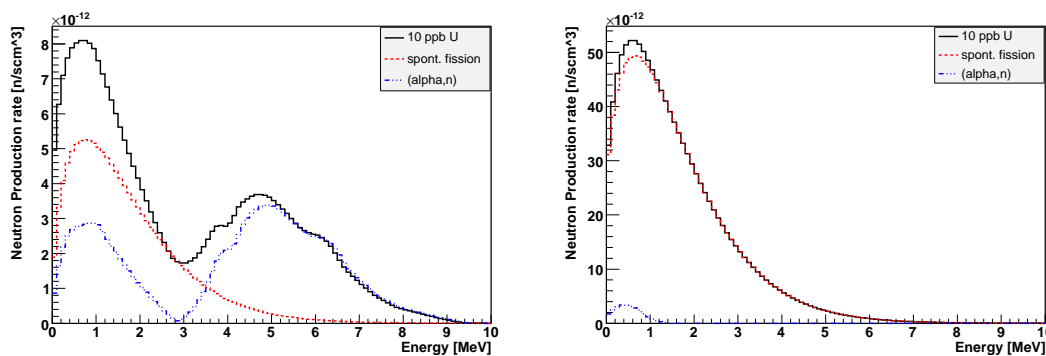 ×10⁻¹²
Neutron Production rate [n/scm^3]
8
7
6
5
4
3
2
1
0
0 1 2 3 4 5 6 7 8 9 10
Energy [MeV]
10 ppb U
spont. fission
(alpha,n)
×10⁻¹²
Neutron Production rate [n/scm^3]
50
40
30
20
10
0
0 1 2 3 4 5 6 7 8 9 10
Energy [MeV]
10 ppb U
spont. fission
(alpha,n)